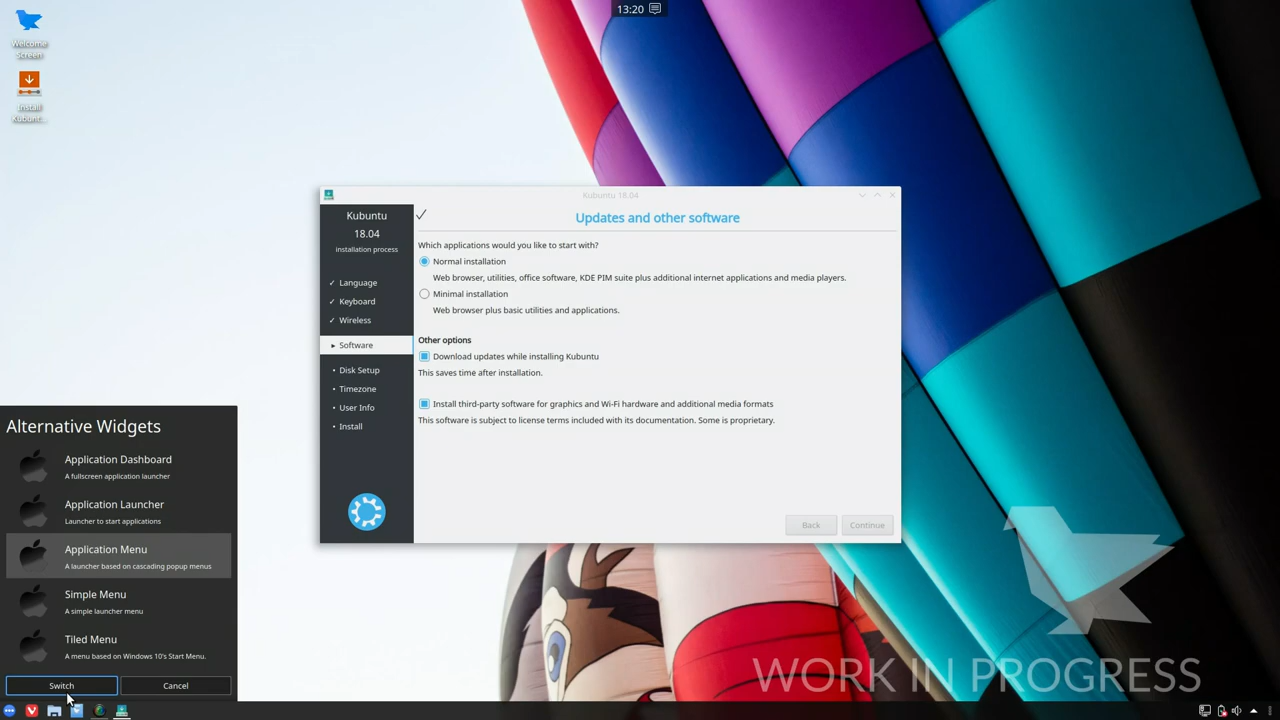 13:20
Welcome
Screen
Install
Kubunt...
Kubuntu 18.04
Kubuntu
18.04
installation process
✓ Language
✓ Keyboard
✓ Wireless
▸ Software
• Disk Setup
• Timezone
• User Info
• Install
Updates and other software
Which applications would you like to start with?
Normal installation
Web browser, utilities, office software, KDE PIM suite plus additional internet applications and media players.
Minimal installation
Web browser plus basic utilities and applications.
Other options
Download updates while installing Kubuntu
This saves time after installation.
Install third-party software for graphics and Wi-Fi hardware and additional media formats
This software is subject to license terms included with its documentation. Some is proprietary.
Back
Continue
Alternative Widgets
Application Dashboard
A fullscreen application launcher
Application Launcher
Launcher to start applications
Application Menu
A launcher based on cascading popup menus
Simple Menu
A simple launcher menu
Tiled Menu
A menu based on Windows 10's Start Menu.
Switch
Cancel
WORK IN PROGRESS